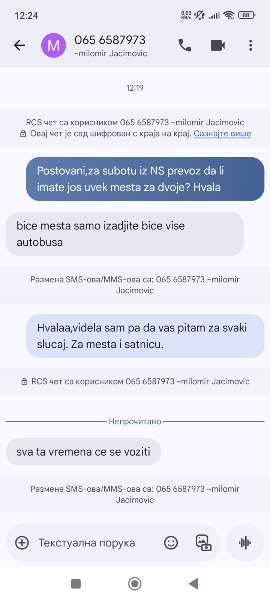 12:24
0.02 KB/s
88
065 6587973
~milomir Jacimovic
12:19
RCS чет са корисником 065 6587973 ~milomir Jacimovic
Овај чет је сад шифрован с краја на крај. Сазнајте више
Postovani,za subotu iz NS prevoz da li
imate jos uvek mesta za dvoje? Hvala
bice mesta samo izadjite bice vise
autobusa
Размена SMS-ова/MMS-ова са: 065 6587973 ~milomir
Jacimovic
Hvalaa,videla sam pa da vas pitam za svaki
slucaj. Za mesta i satnicu.
RCS чет са корисником 065 6587973 ~milomir Jacimovic
Непрочитано
sva ta vremena ce se voziti
Размена SMS-ова/MMS-ова са: 065 6587973 ~milomir
Jacimovic
Текстуална порука